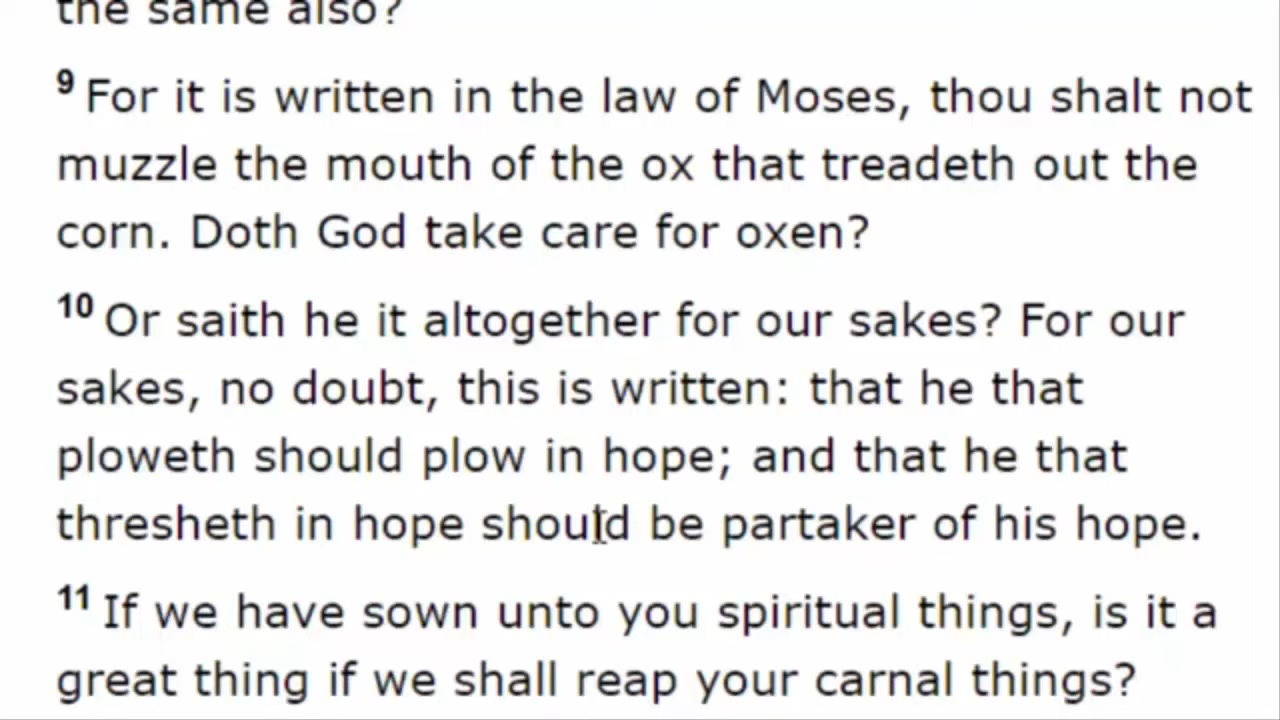 the same also?
9 For it is written in the law of Moses, thou shalt not
muzzle the mouth of the ox that treadeth out the
corn. Doth God take care for oxen?
10 Or saith he it altogether for our sakes? For our
sakes, no doubt, this is written: that he that
ploweth should plow in hope; and that he that
thresheth in hope should be partaker of his hope.
11 If we have sown unto you spiritual things, is it a
great thing if we shall reap your carnal things?